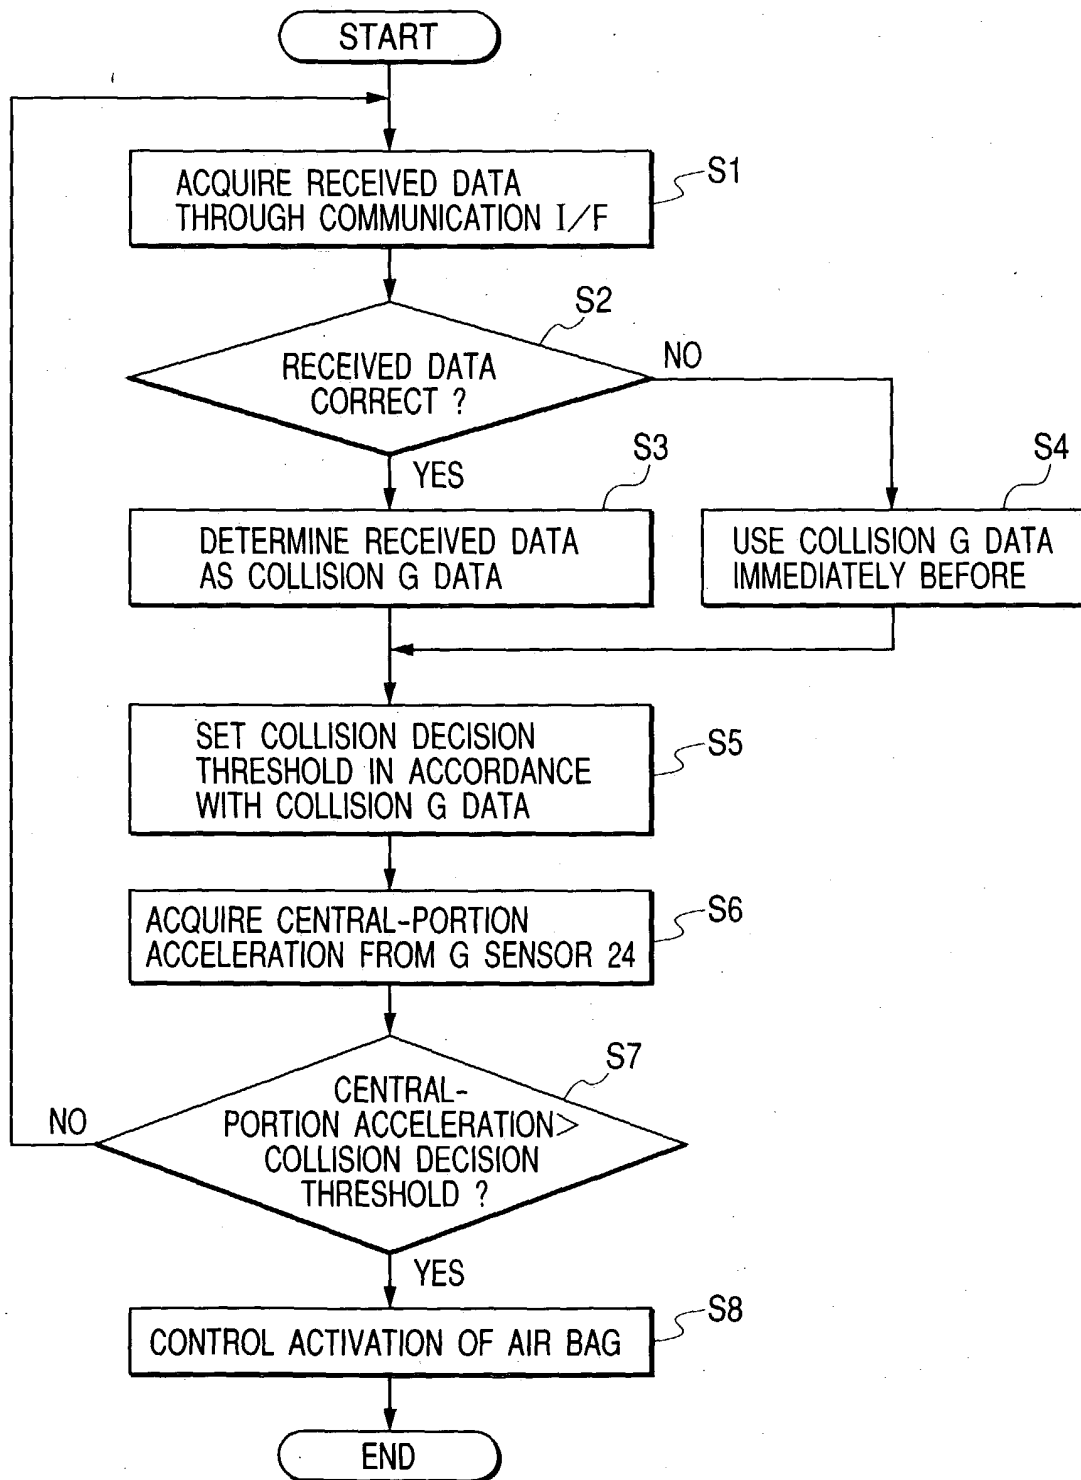 START
ACQUIRE RECEIVED DATA
THROUGH COMMUNICATION I/F
S1
S2
RECEIVED DATA
CORRECT ?
NO
YES
S3
DETERMINE RECEIVED DATA
AS COLLISION G DATA
S4
USE COLLISION G DATA
IMMEDIATELY BEFORE
SET COLLISION DECISION
THRESHOLD IN ACCORDANCE
WITH COLLISION G DATA
S5
ACQUIRE CENTRAL-PORTION
ACCELERATION FROM G SENSOR 24
S6
S7
CENTRAL-
PORTION ACCELERATION>
COLLISION DECISION
THRESHOLD ?
NO
YES
CONTROL ACTIVATION OF AIR BAG
S8
END